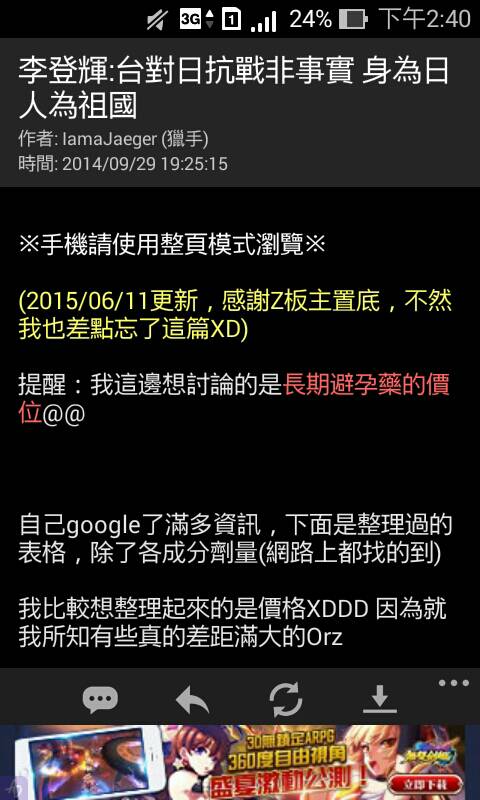 3G 1 24% 下午2:40
李登輝:台對日抗戰非事實 身為日
人為祖國
作者: IamaJaeger (獵手)
時間: 2014/09/29 19:25:15
※手機請使用整頁模式瀏覽※
(2015/06/11更新，感謝Z板主置底，不然
我也差點忘了這篇XD)
提醒：我這邊想討論的是長期避孕藥的價
位@@
自己google了滿多資訊，下面是整理過的
表格，除了各成分劑量(網路上都找的到)
我比較想整理起來的是價格XDDD 因為就
我所知有些真的差距滿大的Orz
3D無鎖定ARPG
360度自由視角
盛夏激動公測！
立即下載